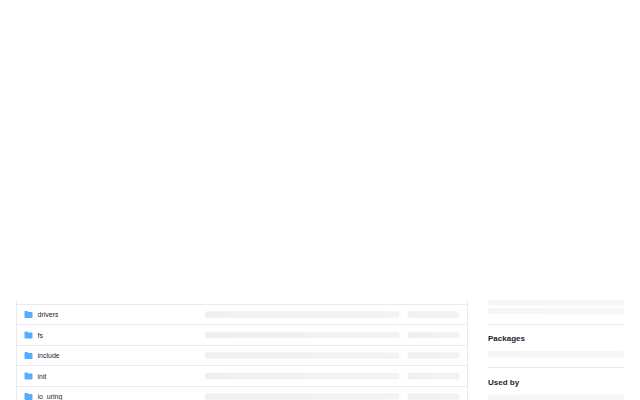 drivers
fs
include
init
io_uring
Packages
Used by